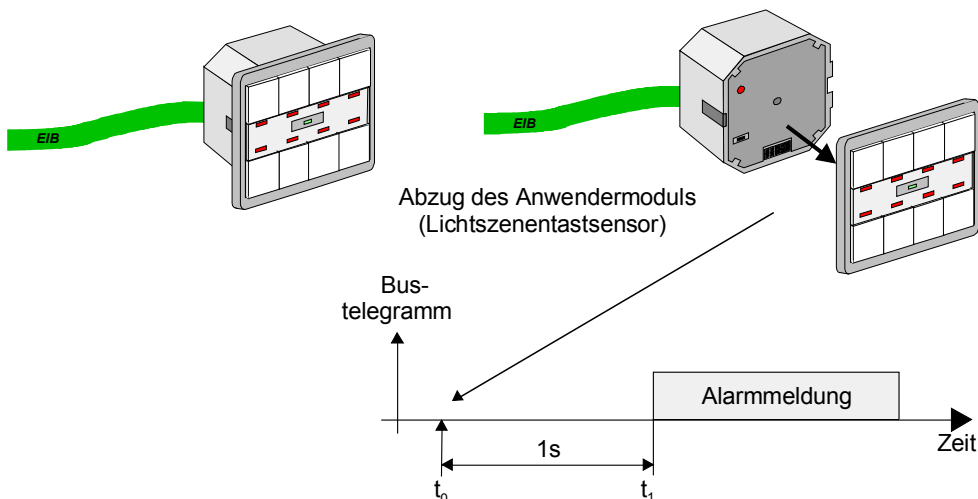 EIB
EIB
Abzug des Anwendermoduls
(Lichtszenentastsensor)
Bus-
telegramm
Alarmmeldung
Zeit
1s
t₀
t₁